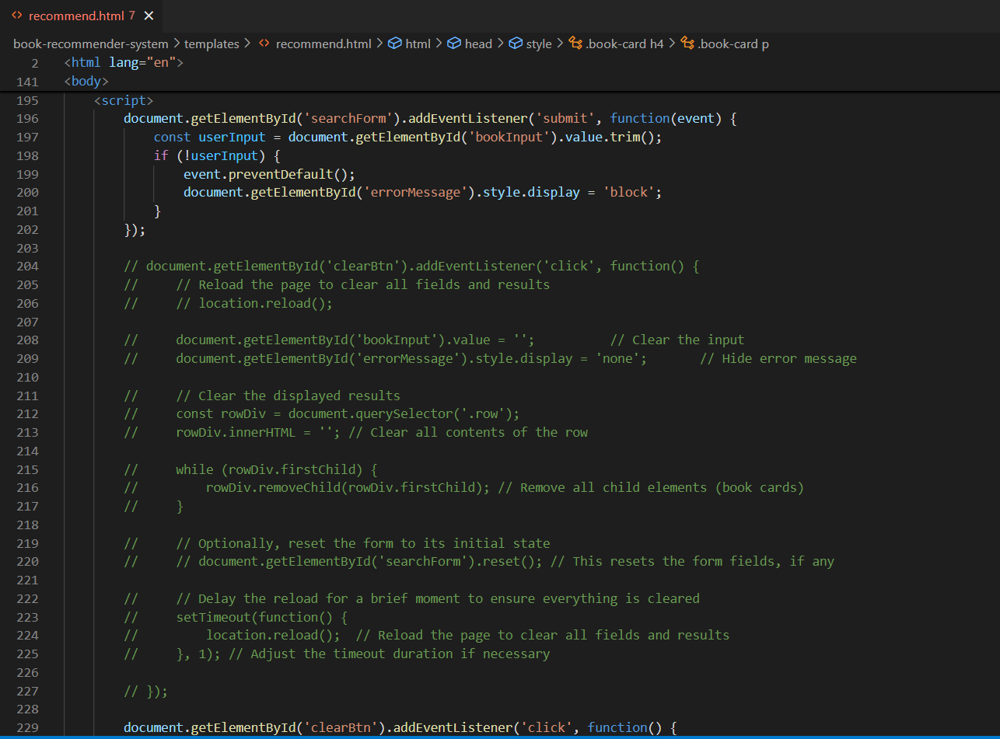 recommend.html 7
book-recommender-system > templates > recommend.html > html > head > style > .book-card h4 > .book-card p
2 <html lang="en">
141 <body>
195 <script>
196 document.getElementById('searchForm').addEventListener('submit', function(event) {
197 const userInput = document.getElementById('bookInput').value.trim();
198 if (!userInput) {
199 event.preventDefault();
200 document.getElementById('errorMessage').style.display = 'block';
201 }
202 });
203
204 // document.getElementById('clearBtn').addEventListener('click', function() {
205 //     // Reload the page to clear all fields and results
206 //     // location.reload();
207
208 //     document.getElementById('bookInput').value = '';          // Clear the input
209 //     document.getElementById('errorMessage').style.display = 'none';       // Hide error message
210
211 //     // Clear the displayed results
212 //     const rowDiv = document.querySelector('.row');
213 //     rowDiv.innerHTML = ''; // Clear all contents of the row
214
215 //     while (rowDiv.firstChild) {
216 //         rowDiv.removeChild(rowDiv.firstChild); // Remove all child elements (book cards)
217 //     }
218
219 //     // Optionally, reset the form to its initial state
220 //     // document.getElementById('searchForm').reset(); // This resets the form fields, if any
221
222 //     // Delay the reload for a brief moment to ensure everything is cleared
223 //     setTimeout(function() {
224 //         location.reload();  // Reload the page to clear all fields and results
225 //     }, 1); // Adjust the timeout duration if necessary
226
227 // });
228
229 document.getElementById('clearBtn').addEventListener('click', function() {